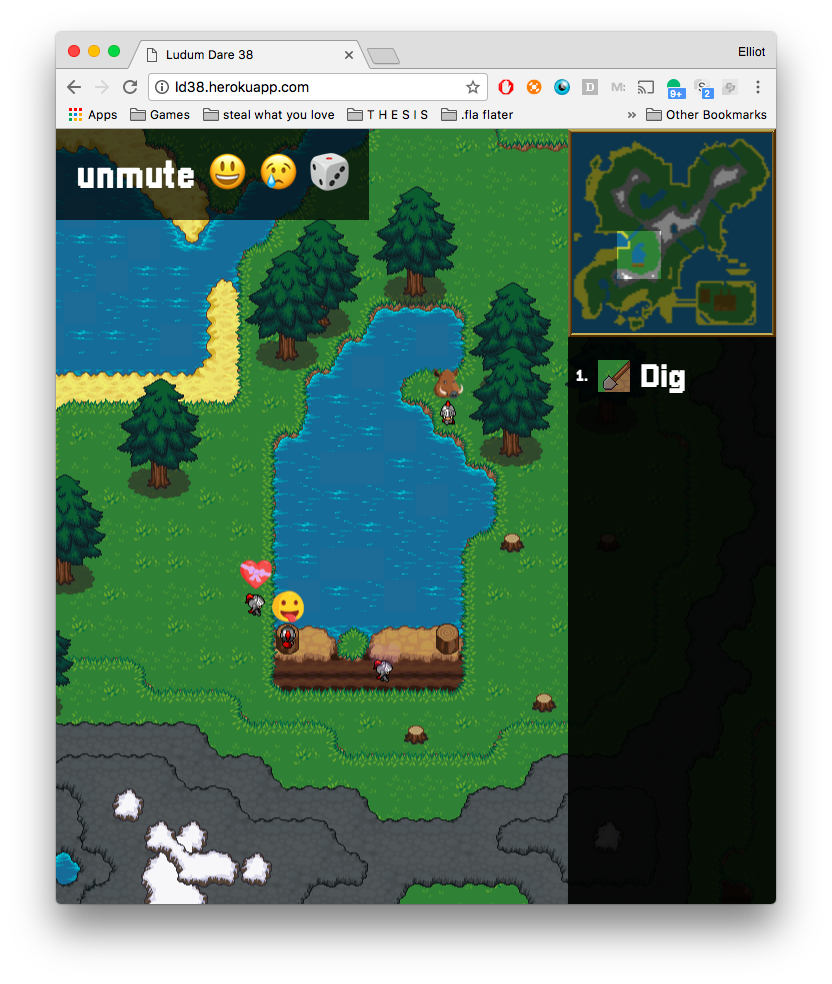 Ludum Dare 38
Elliot
ld38.herokuapp.com
D
M:
9+
2
Apps
Games
steal what you love
T H E S I S
.fla flater
»
Other Bookmarks
unmute
1. Dig